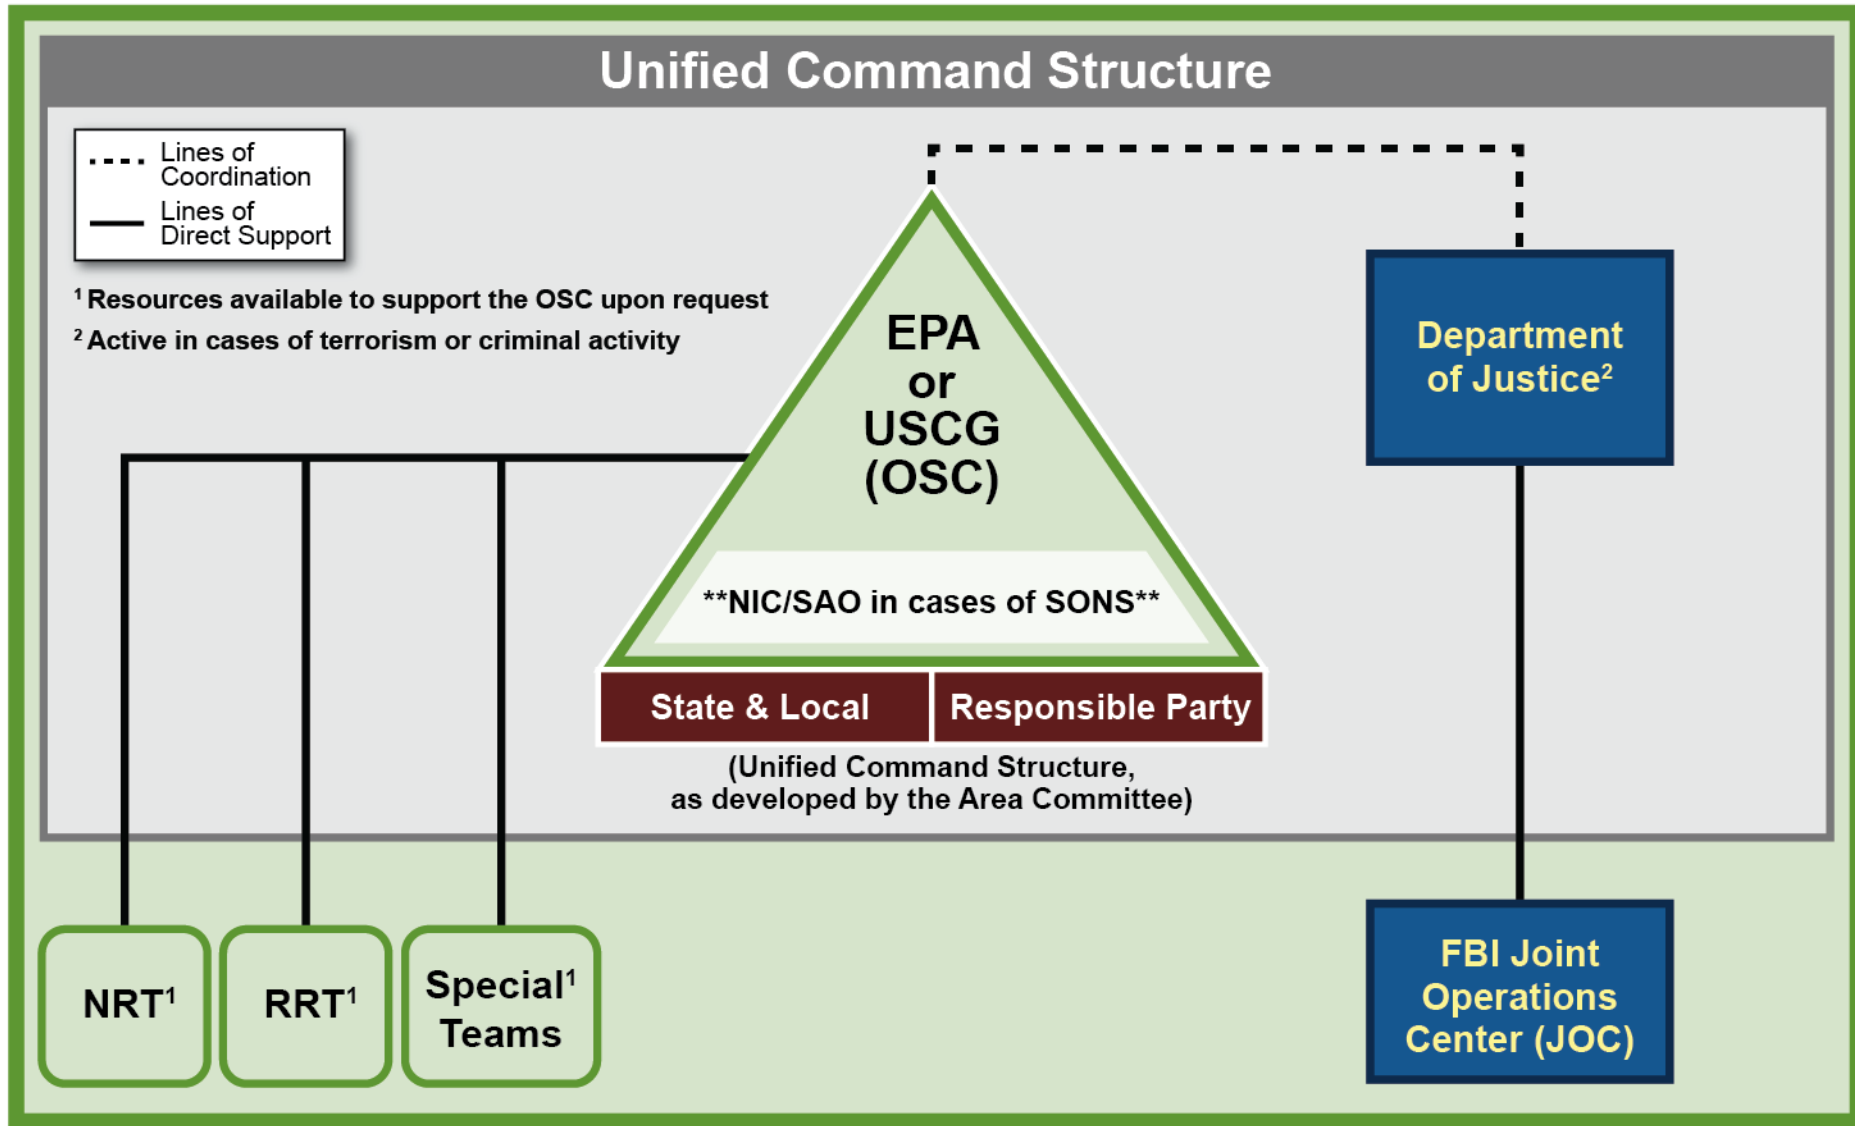 Unified Command Structure
Lines of
Coordination
Lines of
Direct Support
¹ Resources available to support the OSC upon request
² Active in cases of terrorism or criminal activity
EPA
or
USCG
(OSC)
**NIC/SAO in cases of SONS**
State & Local
Responsible Party
(Unified Command Structure,
as developed by the Area Committee)
Department
of Justice²
NRT¹
RRT¹
Special¹
Teams
FBI Joint
Operations
Center (JOC)